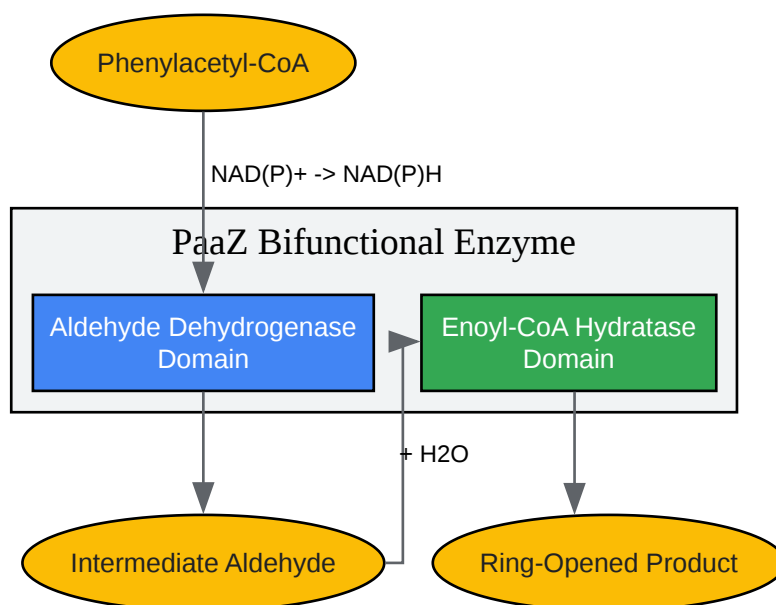 Phenylacetyl-CoA
NAD(P)+ -> NAD(P)H
PaaZ Bifunctional Enzyme
Aldehyde Dehydrogenase
Domain
Enoyl-CoA Hydratase
Domain
+ H2O
Intermediate Aldehyde
Ring-Opened Product